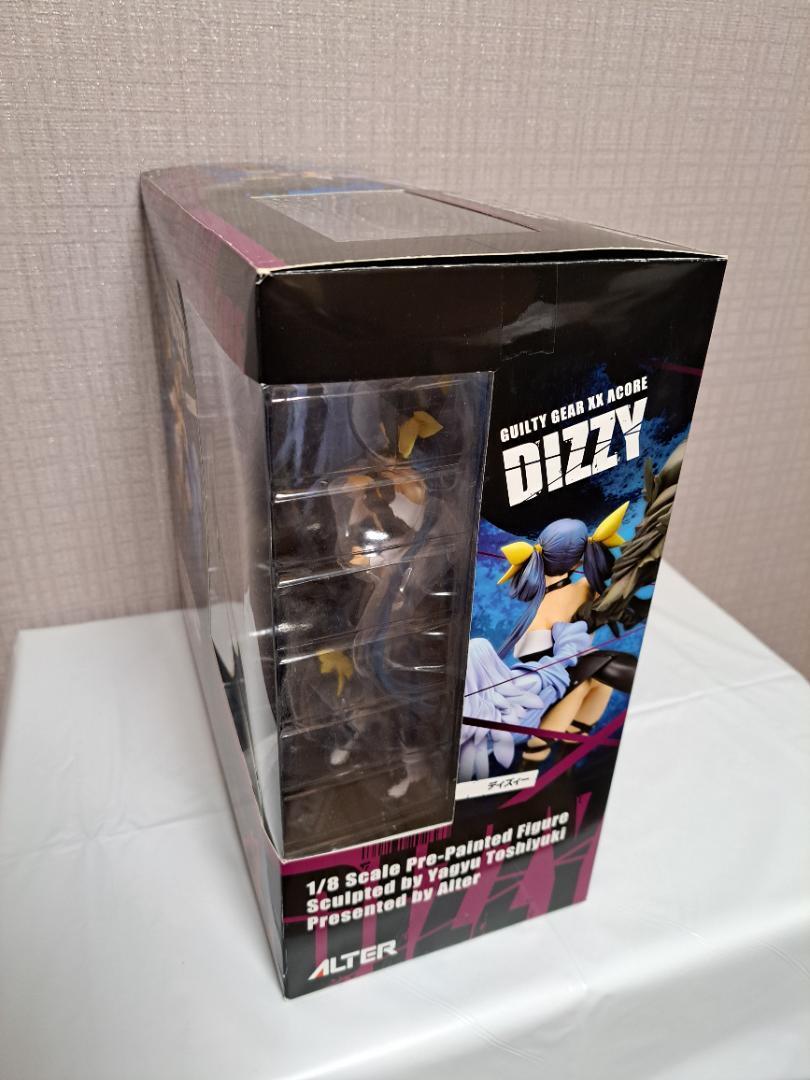 GUILTY GEAR XX ΛCORE
DIZZY
ディズィー
1/8 Scale Pre-Painted Figure
Sculpted by Yagyu Toshiyuki
Presented by Alter
ALTER